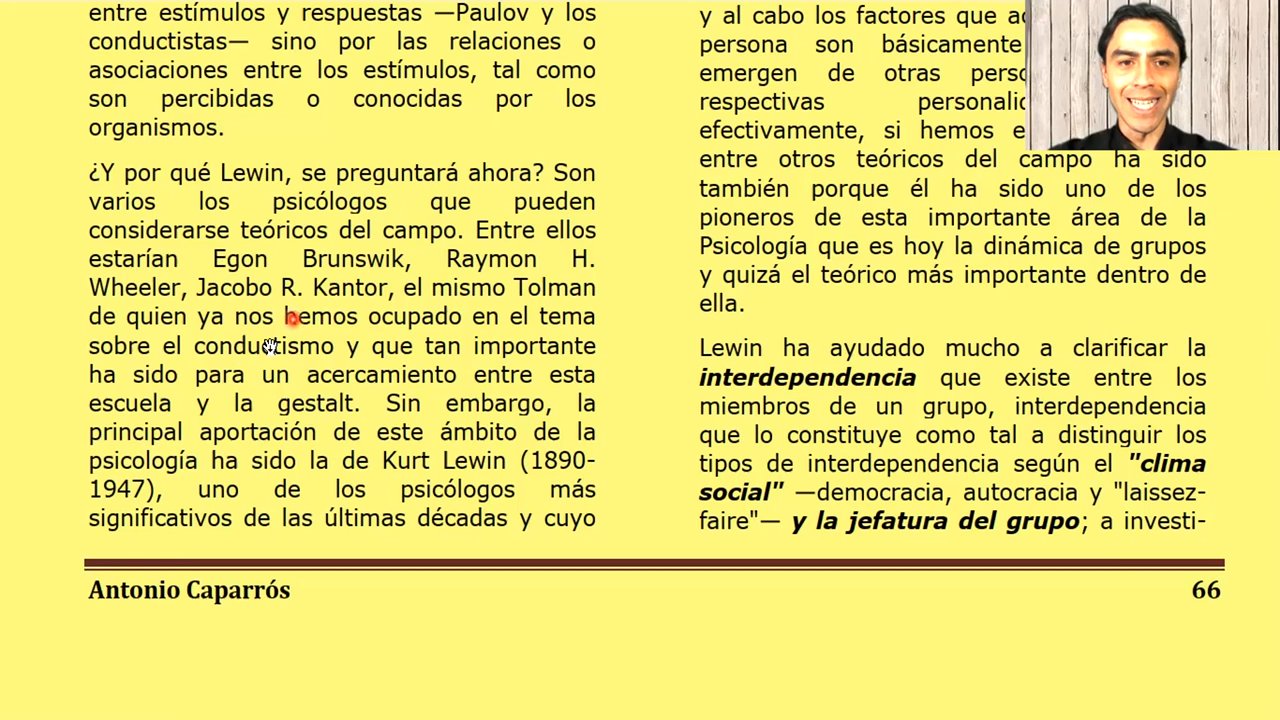 entre estímulos y respuestas —Paulov y los
conductistas— sino por las relaciones o
asociaciones entre los estímulos, tal como
son percibidas o conocidas por los
organismos.
¿Y por qué Lewin, se preguntará ahora? Son
varios los psicólogos que pueden
considerarse teóricos del campo. Entre ellos
estarían Egon Brunswik, Raymon H.
Wheeler, Jacobo R. Kantor, el mismo Tolman
de quien ya nos hemos ocupado en el tema
sobre el conductismo y que tan importante
ha sido para un acercamiento entre esta
escuela y la gestalt. Sin embargo, la
principal aportación de este ámbito de la
psicología ha sido la de Kurt Lewin (1890-
1947), uno de los psicólogos más
significativos de las últimas décadas y cuyo
y al cabo los factores que
persona son básicamente
emergen de otras
respectivas
efectivamente, si hemos
entre otros teóricos del campo ha sido
también porque él ha sido uno de los
pioneros de esta importante área de la
Psicología que es hoy la dinámica de grupos
y quizá el teórico más importante dentro de
ella.
Lewin ha ayudado mucho a clarificar la
interdependencia que existe entre los
miembros de un grupo, interdependencia
que lo constituye como tal a distinguir los
tipos de interdependencia según el "clima
social" —democracia, autocracia y "laissez-
faire"— y la jefatura del grupo; a investi-
Antonio Caparrós
66